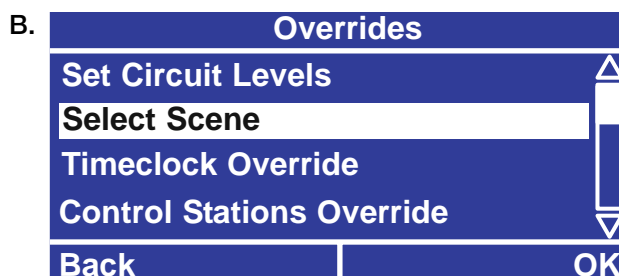 B.
Overrides
Set Circuit Levels
Select Scene
Timeclock Override
Control Stations Override
Back OK